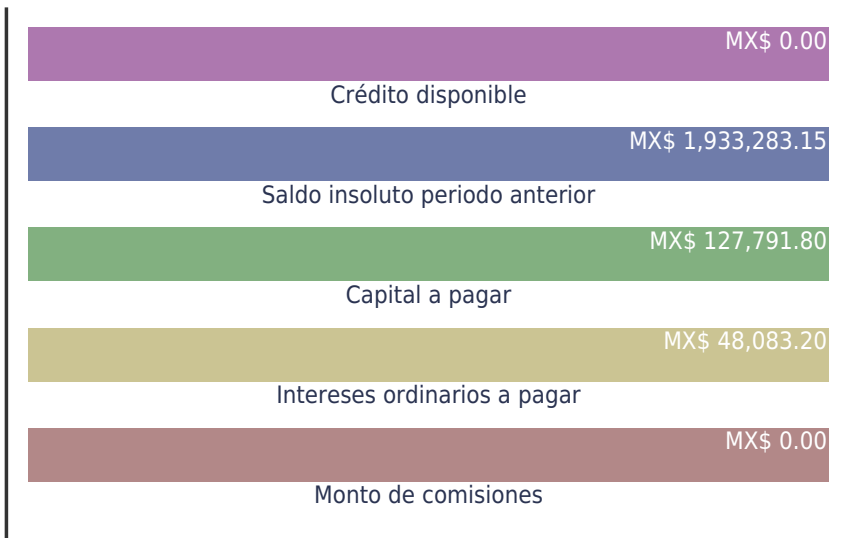 MX$ 0.00
Crédito disponible
MX$ 1,933,283.15
Saldo insoluto periodo anterior
MX$ 127,791.80
Capital a pagar
MX$ 48,083.20
Intereses ordinarios a pagar
MX$ 0.00
Monto de comisiones